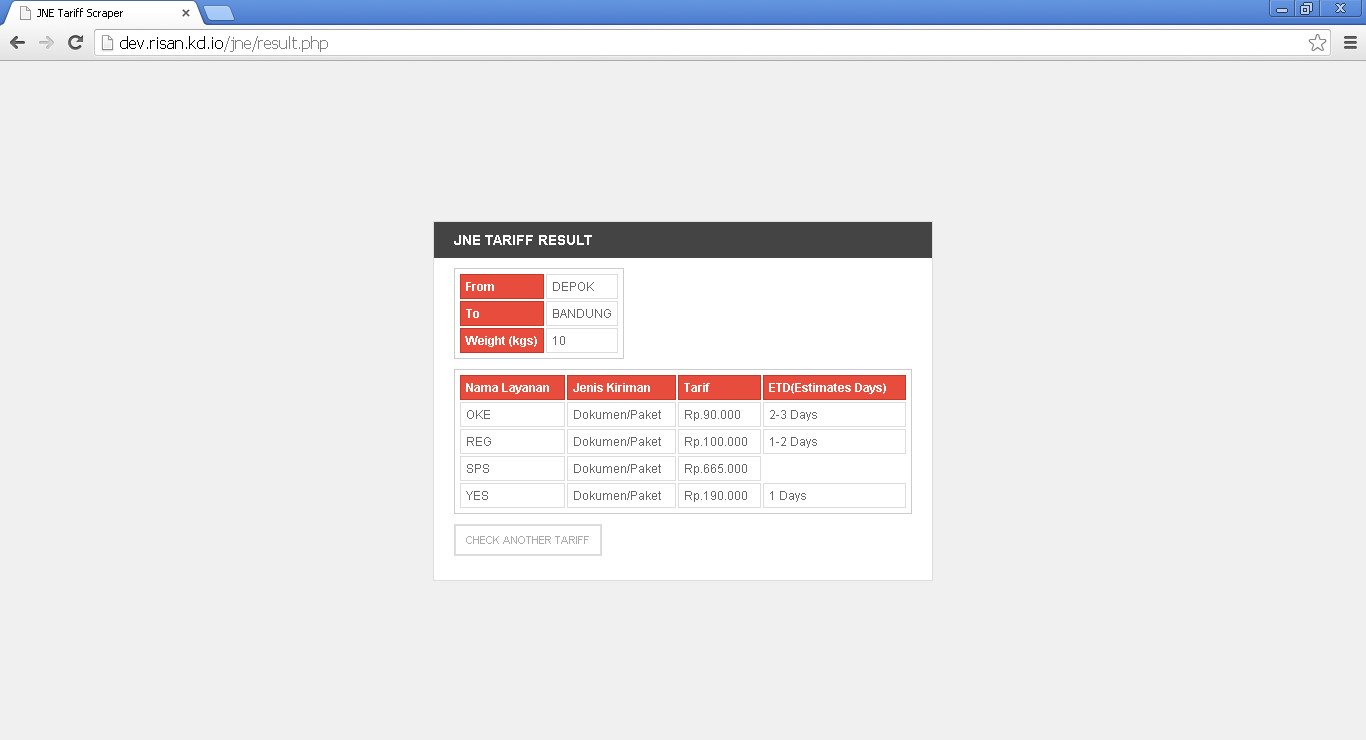 JNE Tariff Scraper
dev.risan.kd.io/jne/result.php
JNE TARIFF RESULT
From DEPOK
To BANDUNG
Weight (kgs) 10
Nama Layanan Jenis Kiriman Tarif ETD(Estimates Days)
OKE Dokumen/Paket Rp.90.000 2-3 Days
REG Dokumen/Paket Rp.100.000 1-2 Days
SPS Dokumen/Paket Rp.665.000
YES Dokumen/Paket Rp.190.000 1 Days
CHECK ANOTHER TARIFF